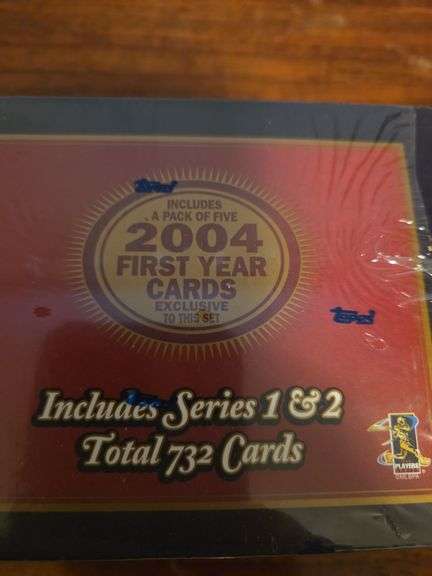 Topps
INCLUDES
A PACK OF FIVE
2004
FIRST YEAR
CARDS
EXCLUSIVE
TO THIS SET
Topps
Includes Series 1 & 2
Total 732 Cards
PLAYERS
©MLBPA